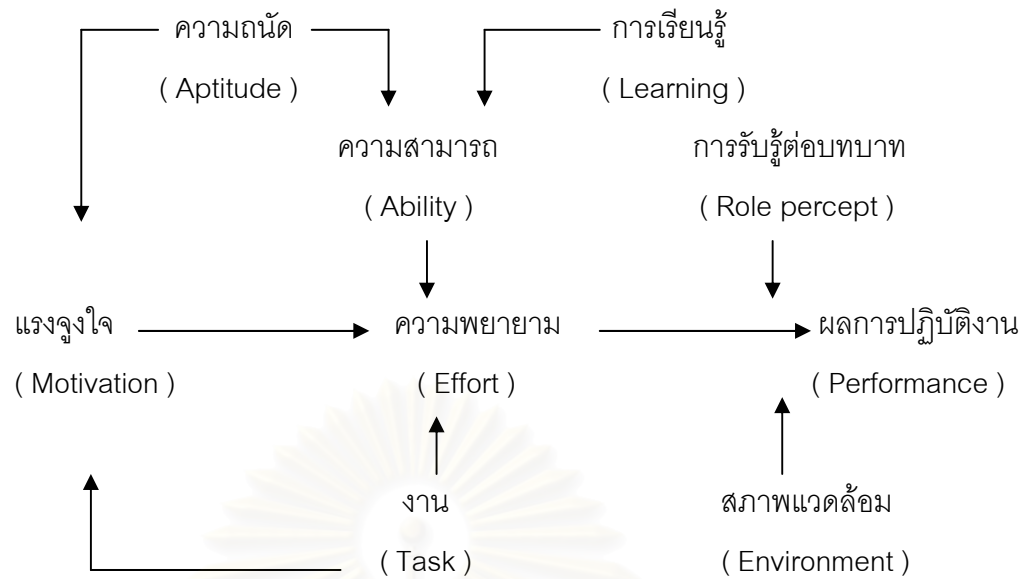 ความถนัด
( Aptitude )
การเรียนรู้
( Learning )
ความสามารถ
( Ability )
การรับรู้ต่อบทบาท
( Role percept )
แรงจูงใจ
( Motivation )
ความพยายาม
( Effort )
ผลการปฏิบัติงาน
( Performance )
งาน
( Task )
สภาพแวดล้อม
( Environment )